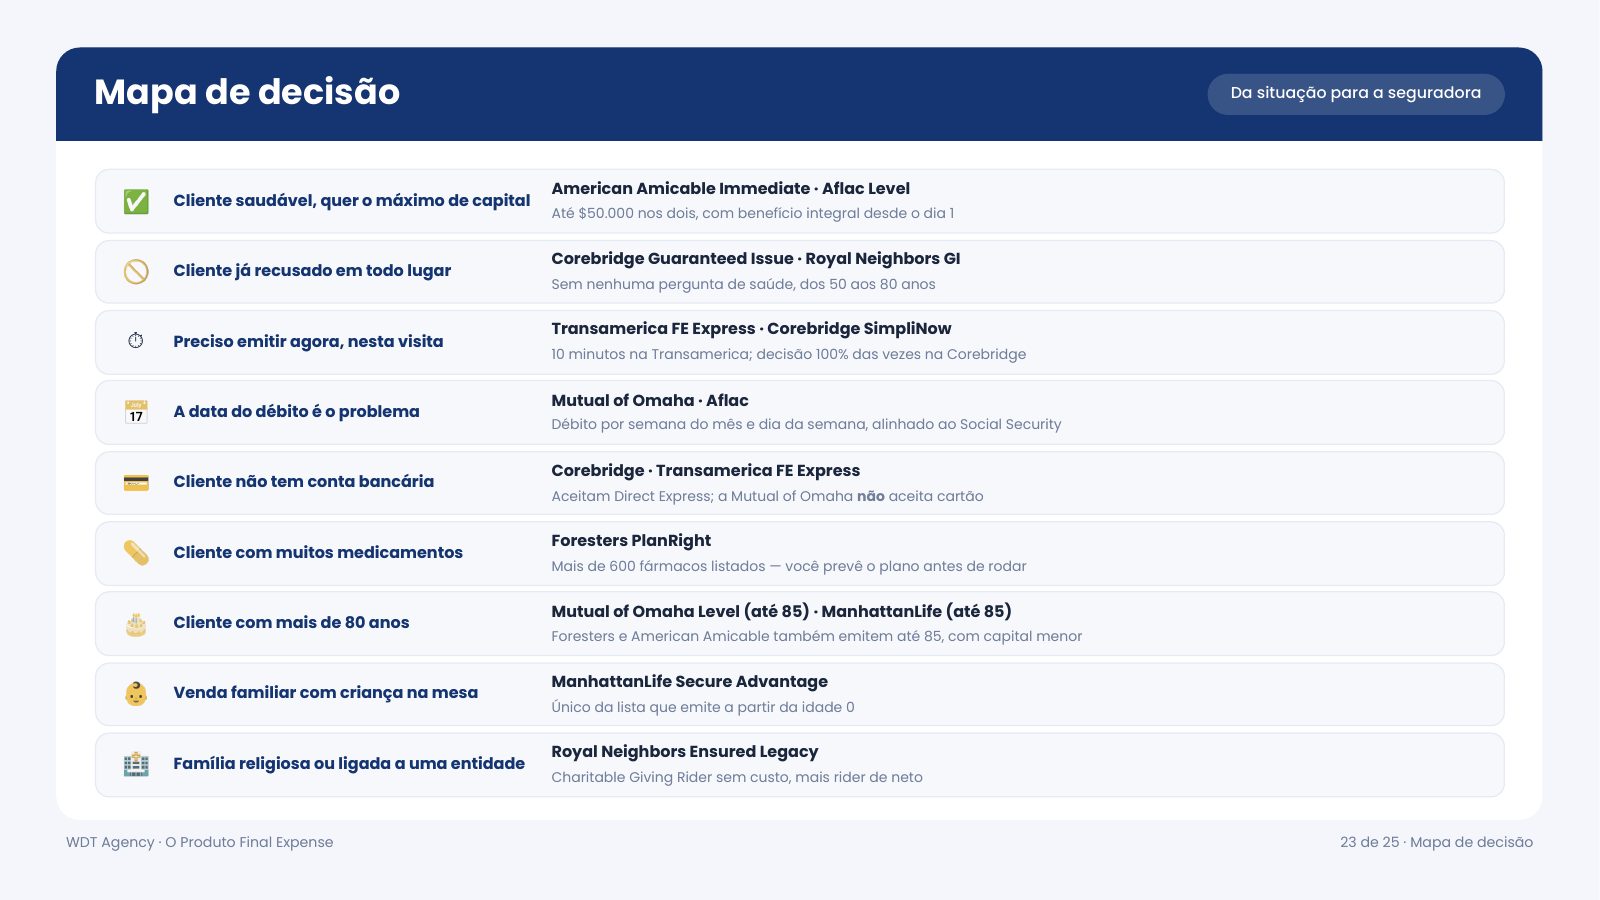 Mapa de decisão
Da situação para a seguradora
Cliente saudável, quer o máximo de capital
American Amicable Immediate · Aflac Level
Até $50.000 nos dois, com benefício integral desde o dia 1
Cliente já recusado em todo lugar
Corebridge Guaranteed Issue · Royal Neighbors GI
Sem nenhuma pergunta de saúde, dos 50 aos 80 anos
Preciso emitir agora, nesta visita
Transamerica FE Express · Corebridge SimpliNow
10 minutos na Transamerica; decisão 100% das vezes na Corebridge
17
A data do débito é o problema
Mutual of Omaha · Aflac
Débito por semana do mês e dia da semana, alinhado ao Social Security
Cliente não tem conta bancária
Corebridge · Transamerica FE Express
Aceitam Direct Express; a Mutual of Omaha não aceita cartão
Cliente com muitos medicamentos
Foresters PlanRight
Mais de 600 fármacos listados — você prevê o plano antes de rodar
Cliente com mais de 80 anos
Mutual of Omaha Level (até 85) · ManhattanLife (até 85)
Foresters e American Amicable também emitem até 85, com capital menor
Venda familiar com criança na mesa
ManhattanLife Secure Advantage
Único da lista que emite a partir da idade 0
Família religiosa ou ligada a uma entidade
Royal Neighbors Ensured Legacy
Charitable Giving Rider sem custo, mais rider de neto
WDT Agency · O Produto Final Expense
23 de 25 · Mapa de decisão